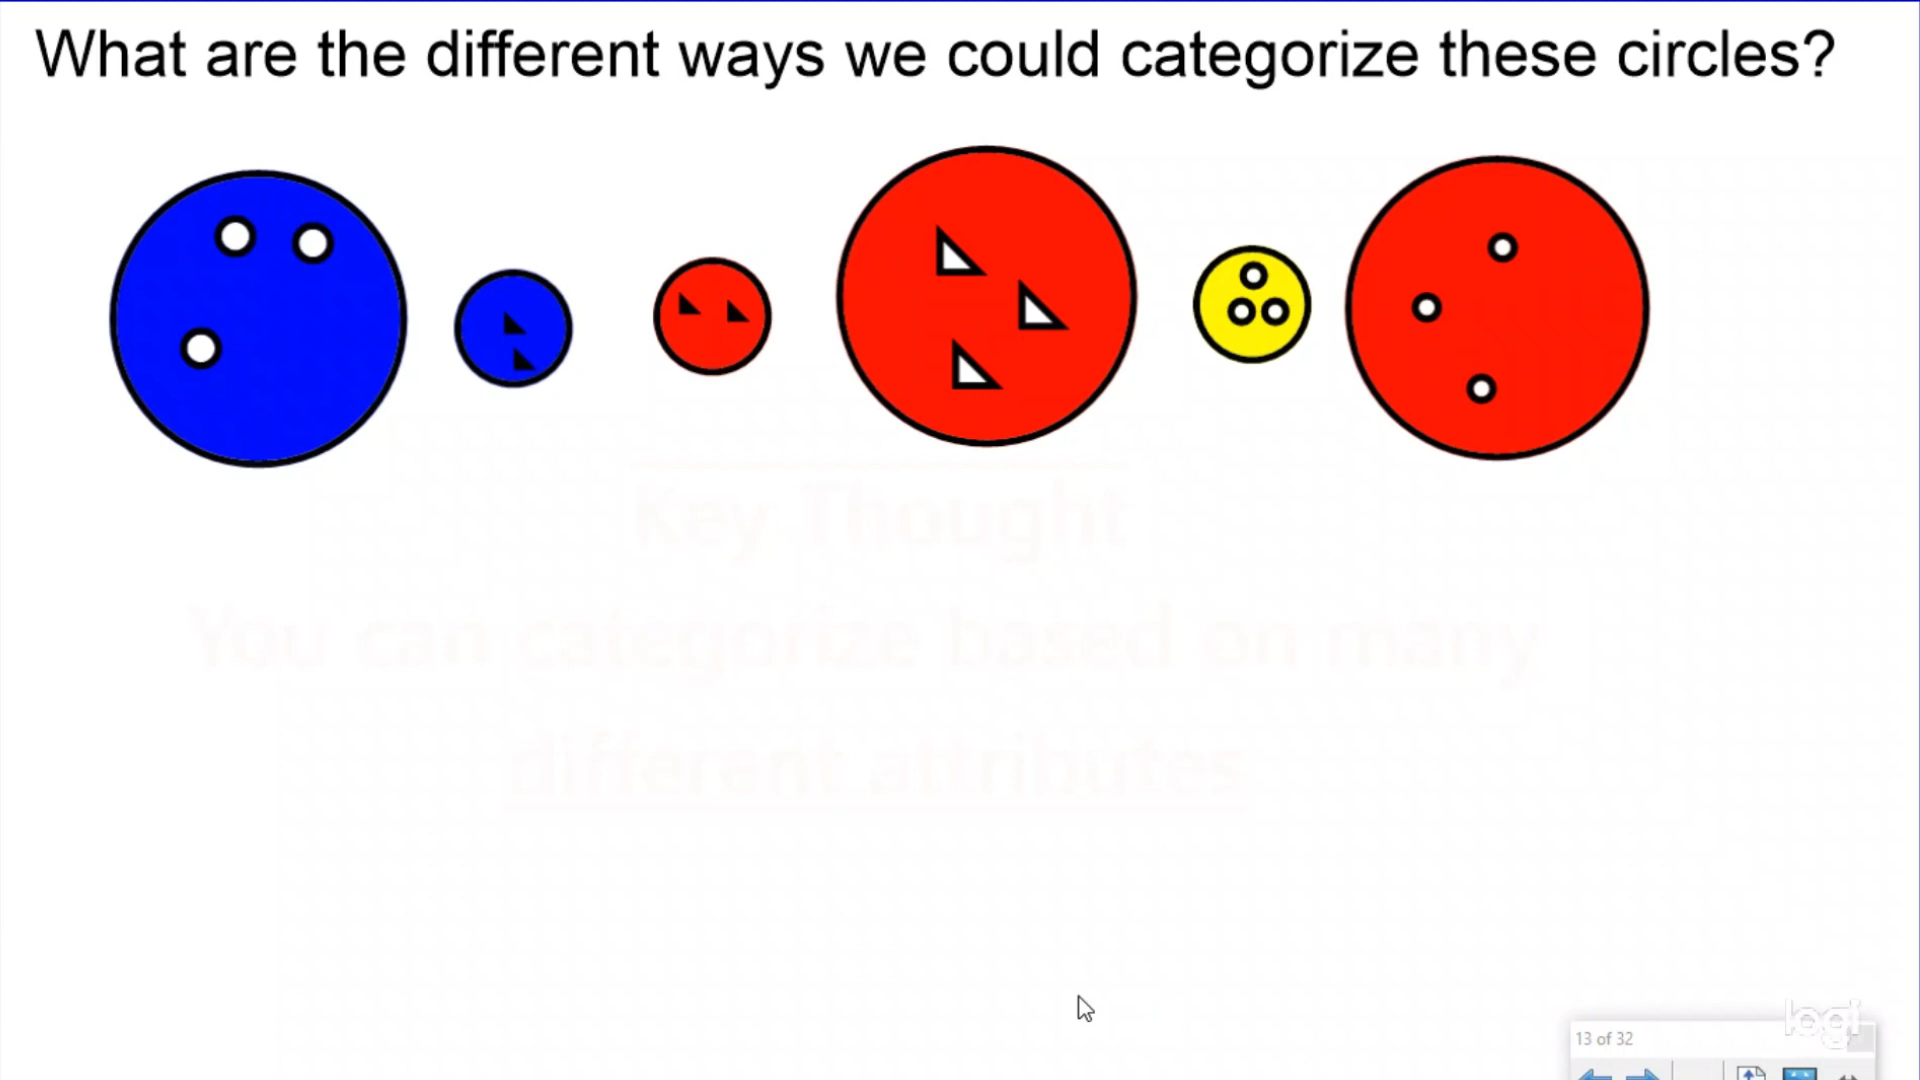 What are the different ways we could categorize these circles?
Key Thought
You can categorize based on many
different attributes
logi
13 of 32